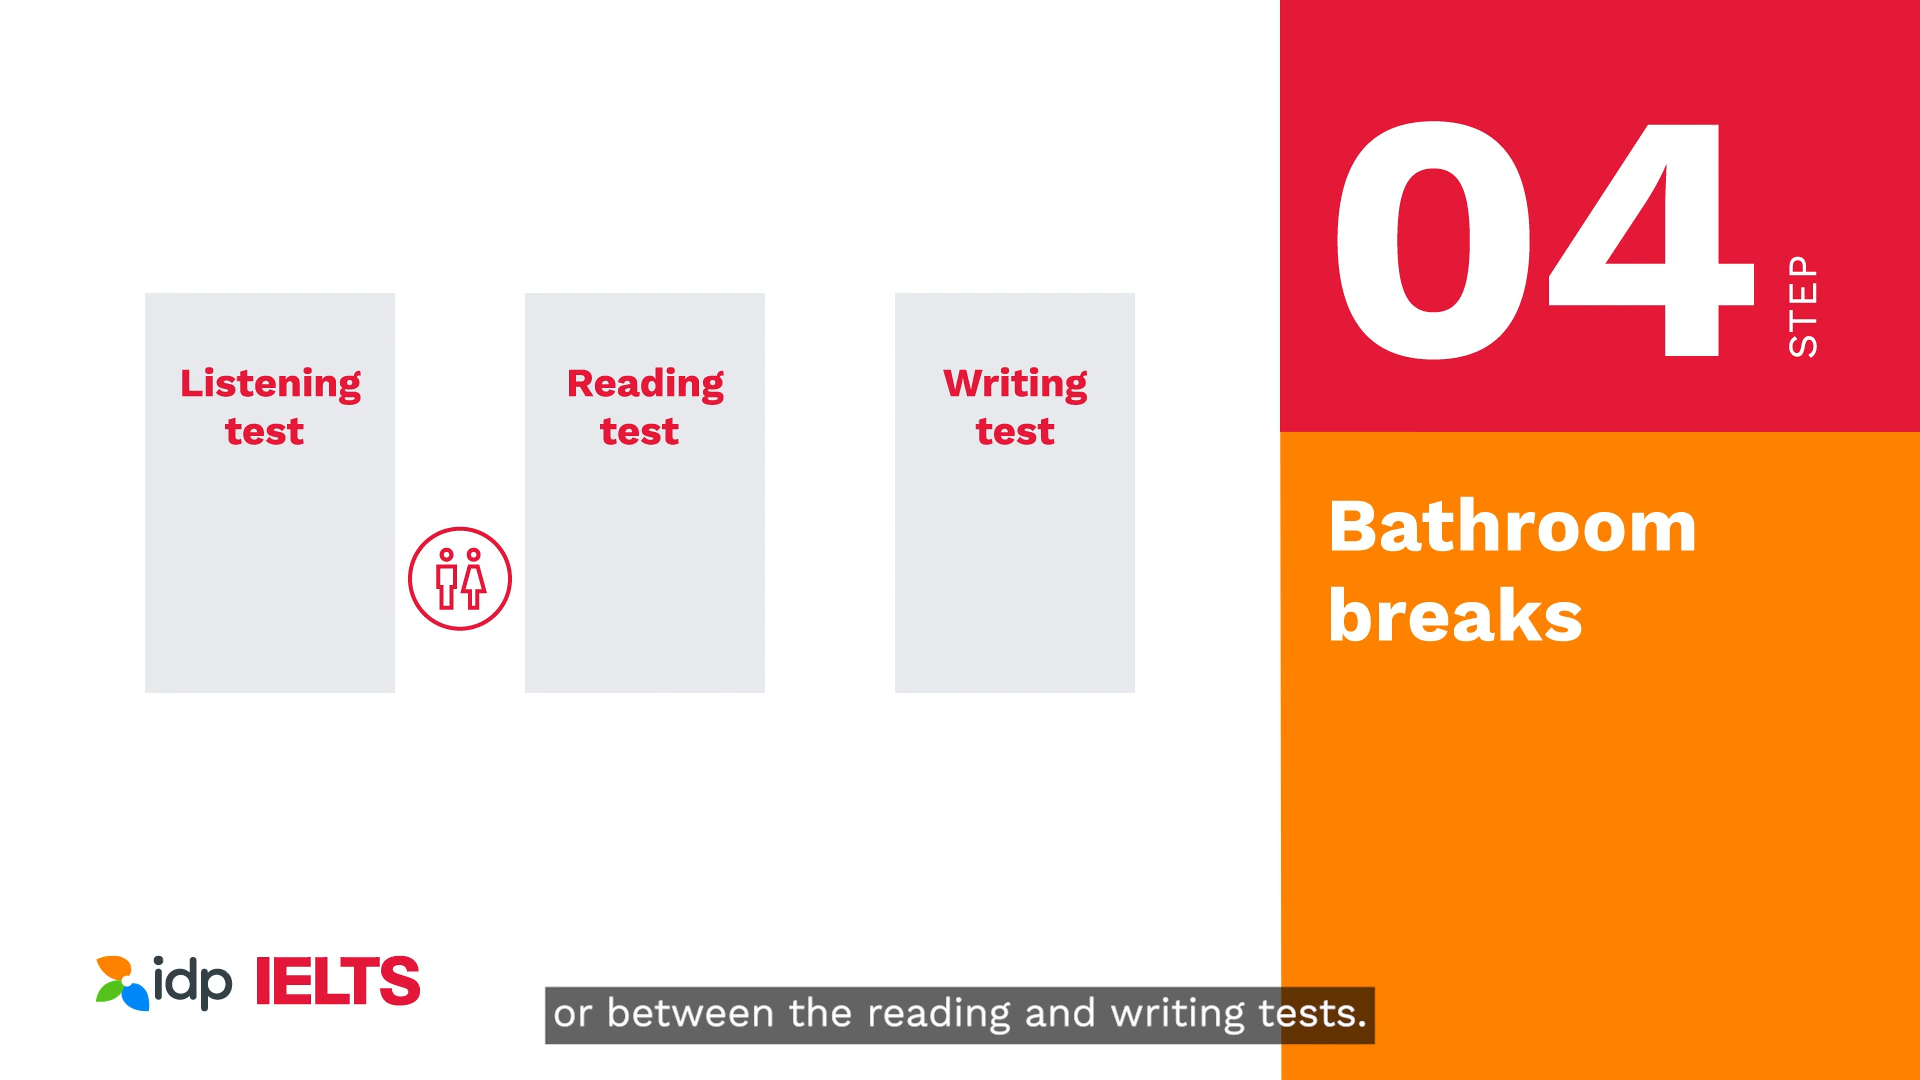 Listening
test
Reading
test
Writing
test
04
STEP
Bathroom
breaks
idp IELTS
or between the reading and writing tests.